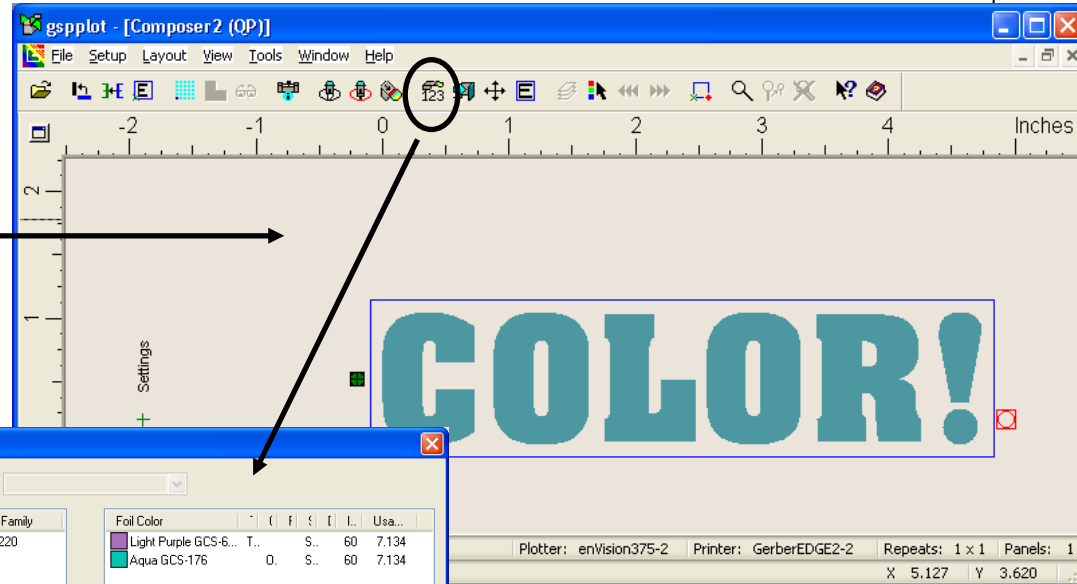 gspplot - [Composer2 (QP)]
File Setup Layout View Tools Window Help
123
-2 -1 0 1 2 3 4 Inches
2
1
Settings
COLOR!
Family
220
Foil Color
Usa...
Light Purple GCS-6... T.. S.. 60 7.134
Aqua GCS-176 O. S.. 60 7.134
Plotter: enVision375-2 Printer: GerberEDGE2-2 Repeats: 1 x 1 Panels: 1
X 5.127 Y 3.620